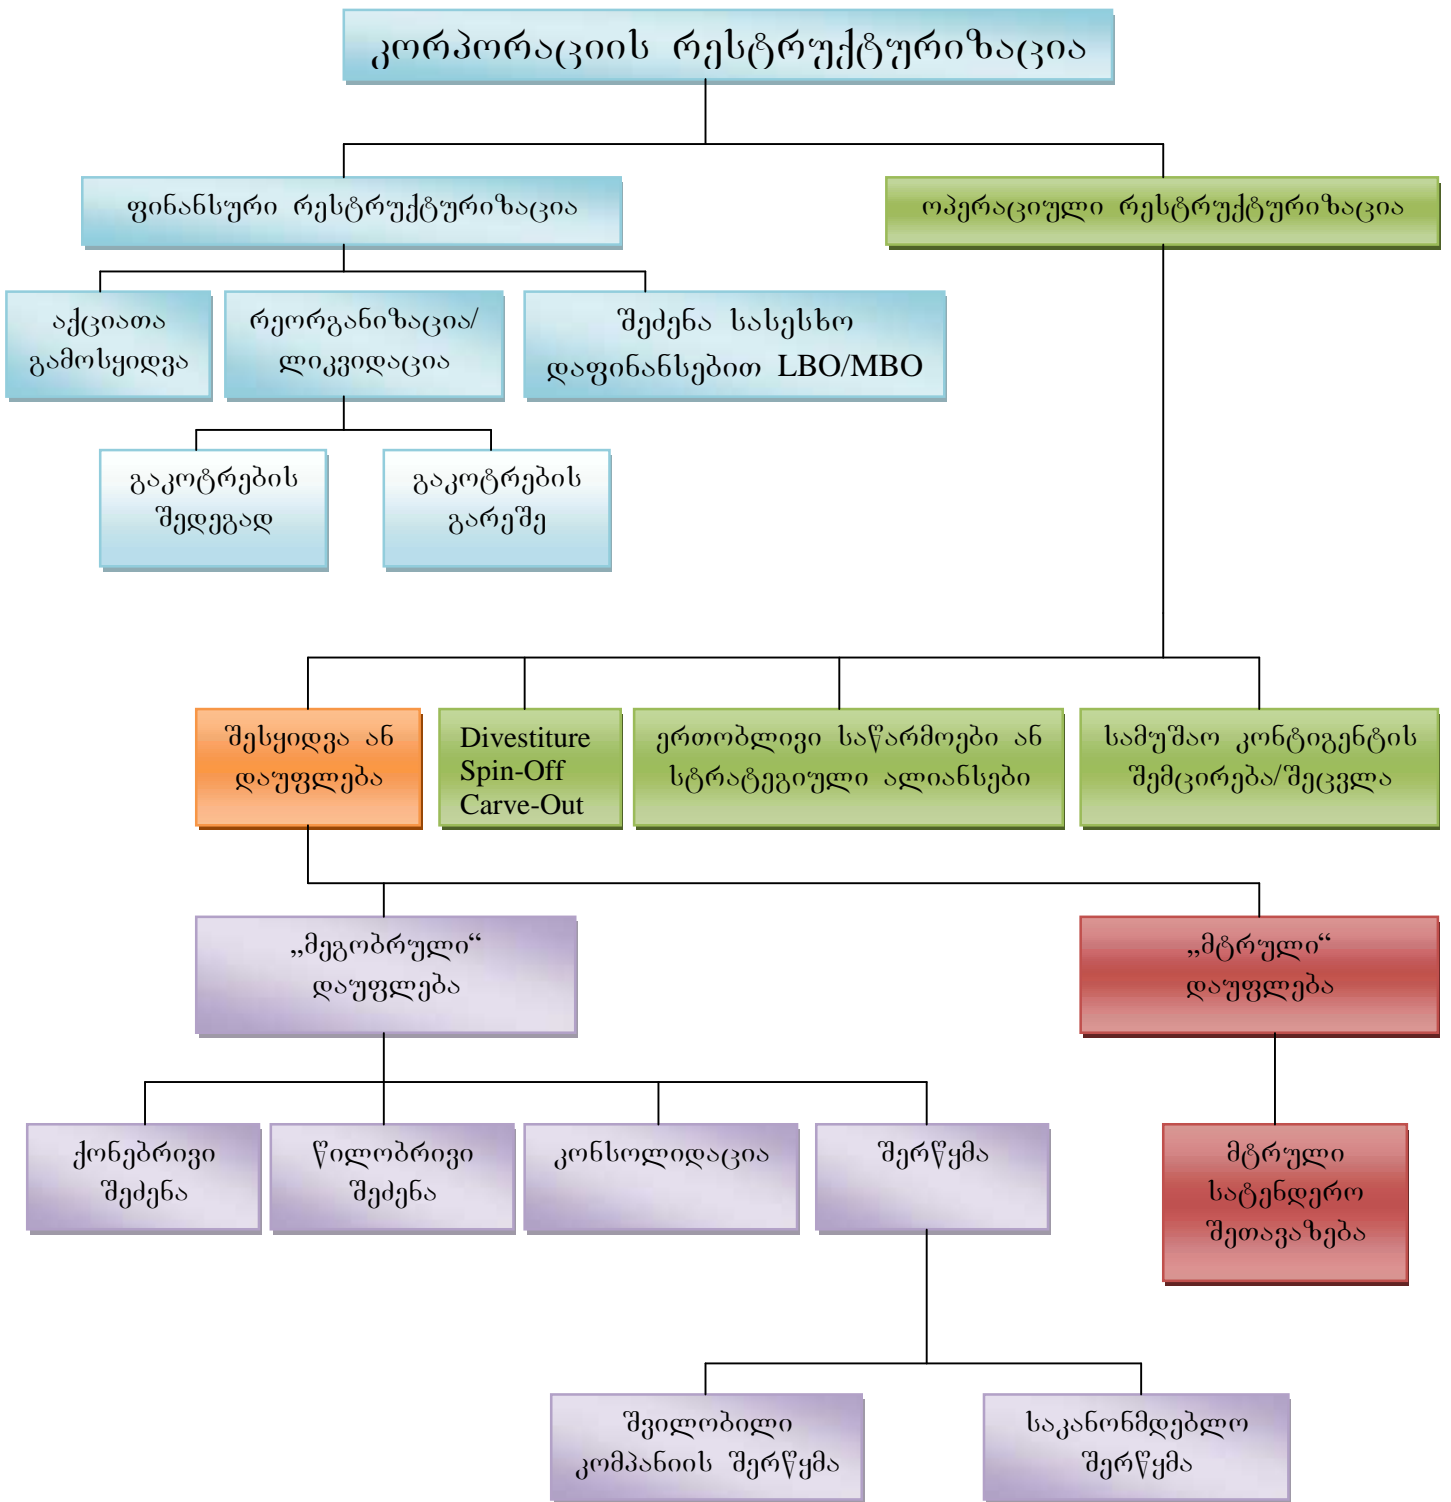 კორპორაციის რესტრუქტურიზაცია
ფინანსური რესტრუქტურიზაცია
ოპერაციული რესტრუქტურიზაცია
აქციათა
გამოსყიდვა
რეორგანიზაცია/
ლიკვიდაცია
შეძენა სასესხო
დაფინანსებით LBO/MBO
გაკოტრების
შედეგად
გაკოტრების
გარეშე
შესყიდვა ან
დაუფლება
Divestiture
Spin-Off
Carve-Out
ერთობლივი საწარმოები ან
სტრატეგიული ალიანსები
სამუშაო კონტიგენტის
შემცირება/შეცვლა
„მეგობრული“
დაუფლება
„მტრული“
დაუფლება
ქონებრივი
შეძენა
წილობრივი
შეძენა
კონსოლიდაცია
შერწყმა
მტრული
სატენდერო
შეთავაზება
შვილობილი
კომპანიის შერწყმა
საკანონმდებლო
შერწყმა